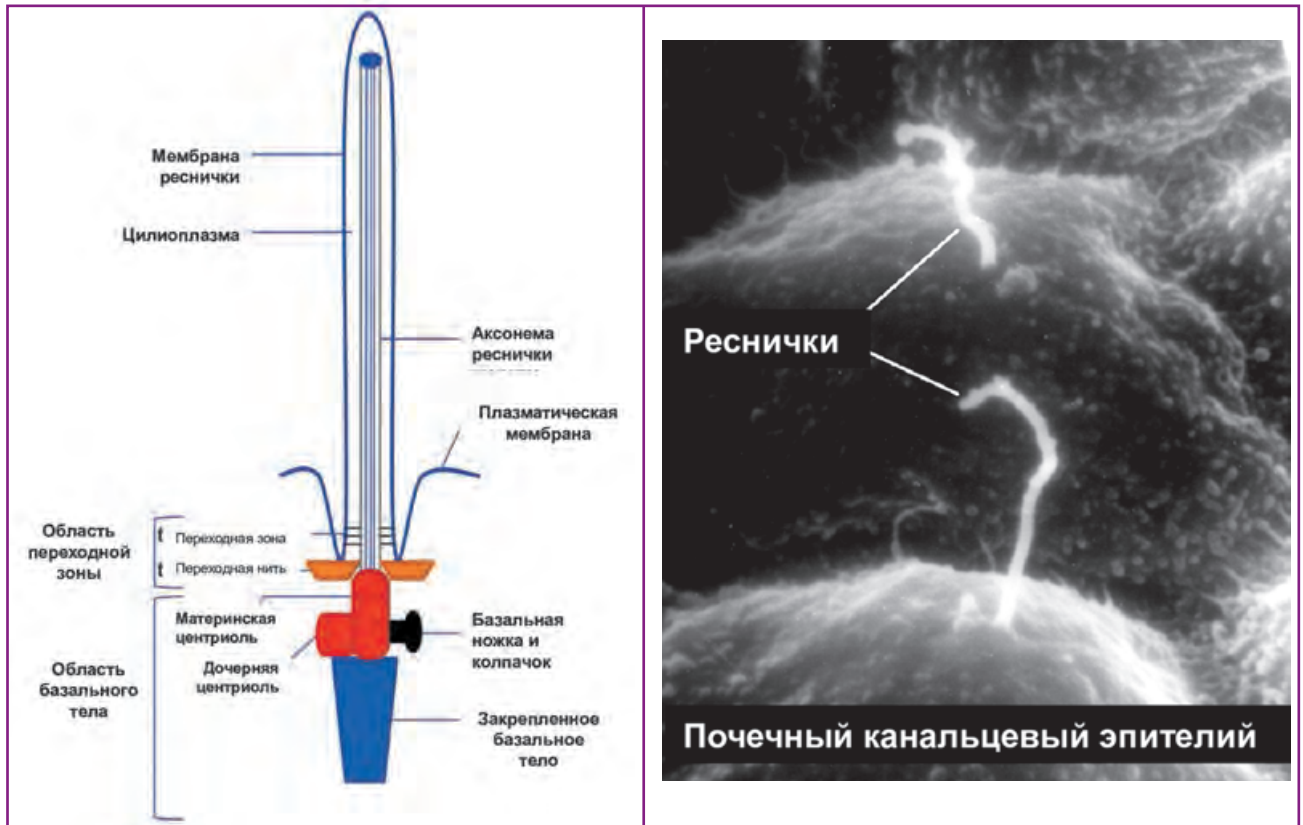 Мембрана
реснички
Цилиоплазма
Аксонема
реснички
Плазматическая
мембрана
Область
переходной
зоны
t Переходная зона
t Переходная нить
Материнская
центриоль
Дочерняя
центриоль
Область
базального
тела
Базальная
ножка и
колпачок
Закрепленное
базальное
тело
Реснички
Почечный канальцевый эпителий